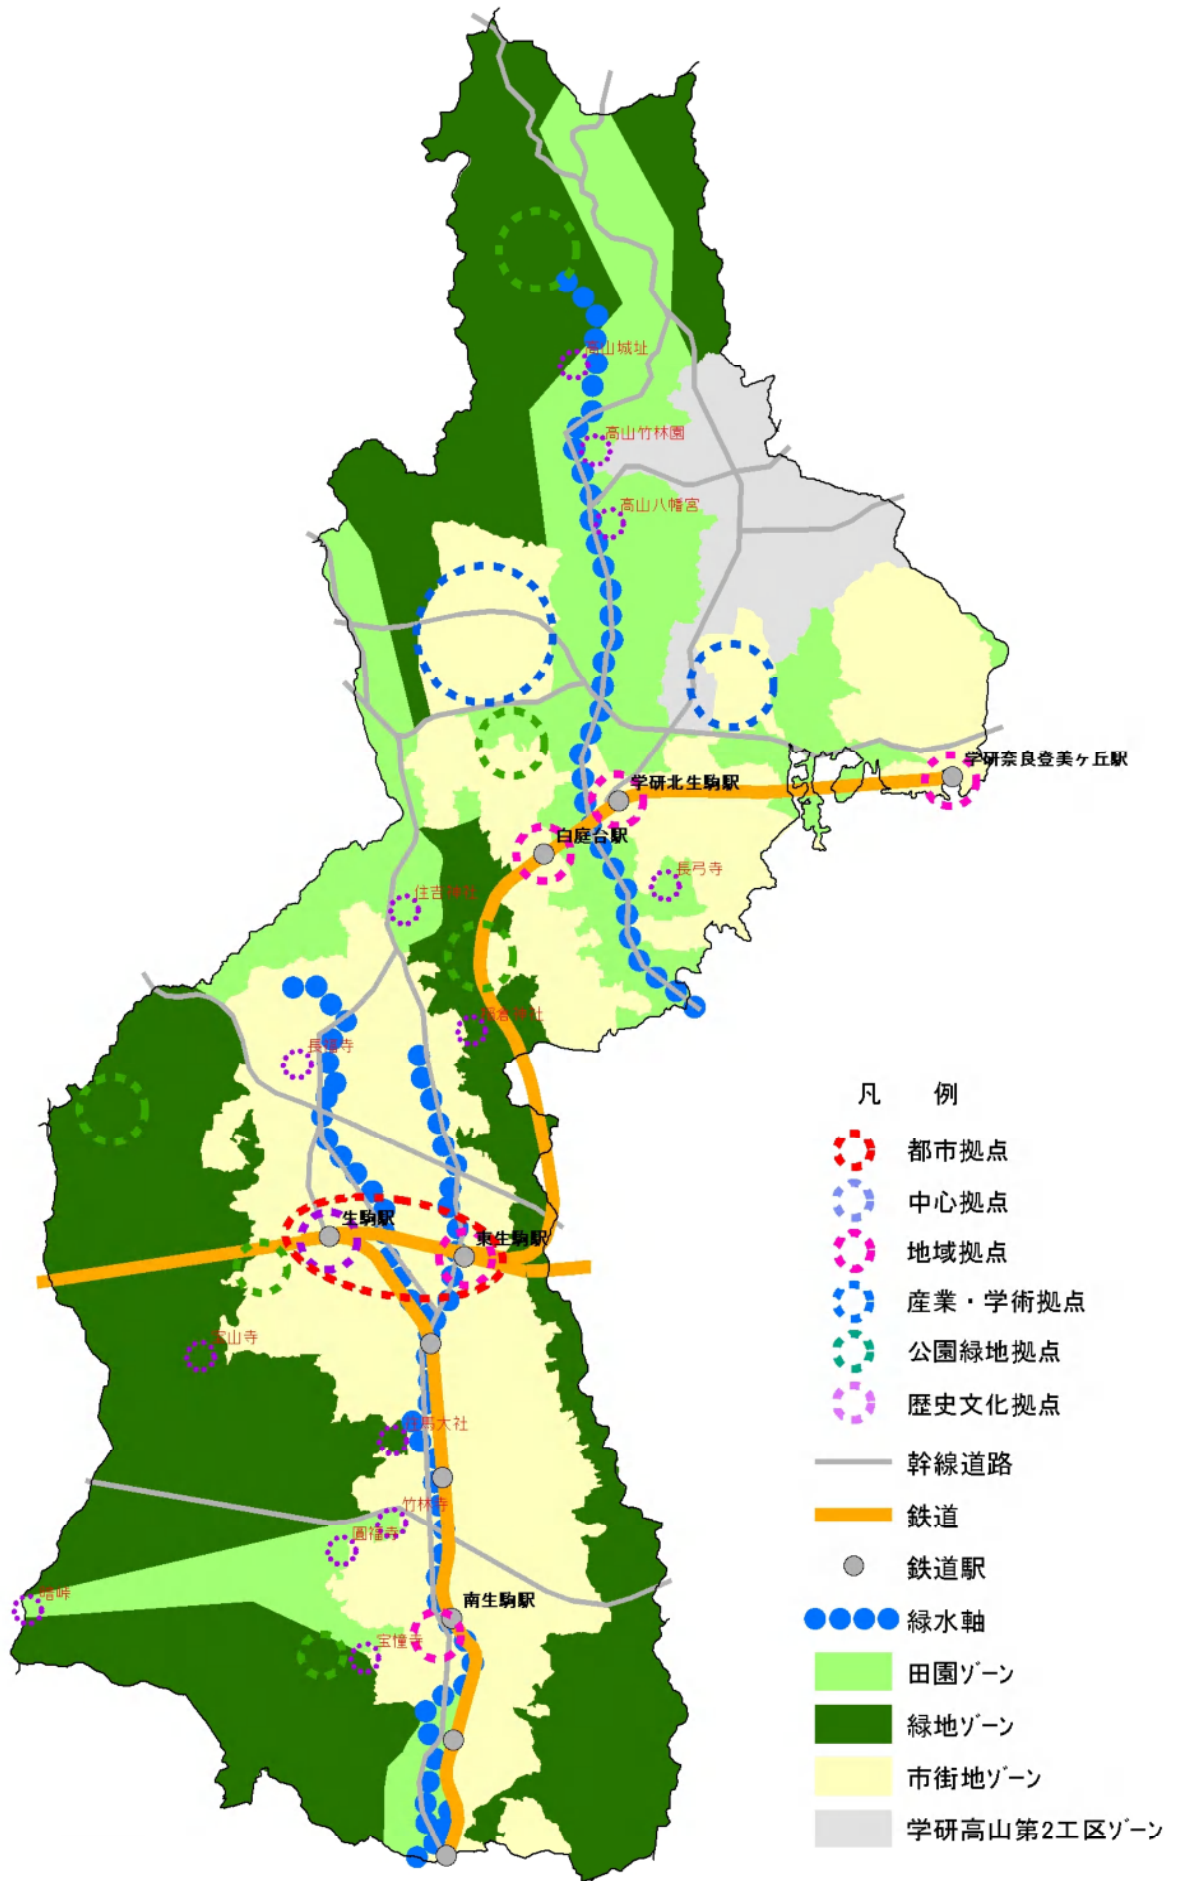 高山城址
高山竹林園
高山八幡宮
学研奈良登美ヶ丘駅
学研北生駒駅
白庭台駅
長弓寺
住吉神社
長福寺
生駒駅
東生駒駅
宝山寺
往馬大社
竹林寺
圓福寺
暗峠
南生駒駅
宝幢寺
凡 例
都市拠点
中心拠点
地域拠点
産業・学術拠点
公園緑地拠点
歴史文化拠点
幹線道路
鉄道
鉄道駅
緑水軸
田園ゾーン
緑地ゾーン
市街地ゾーン
学研高山第2工区ゾーン